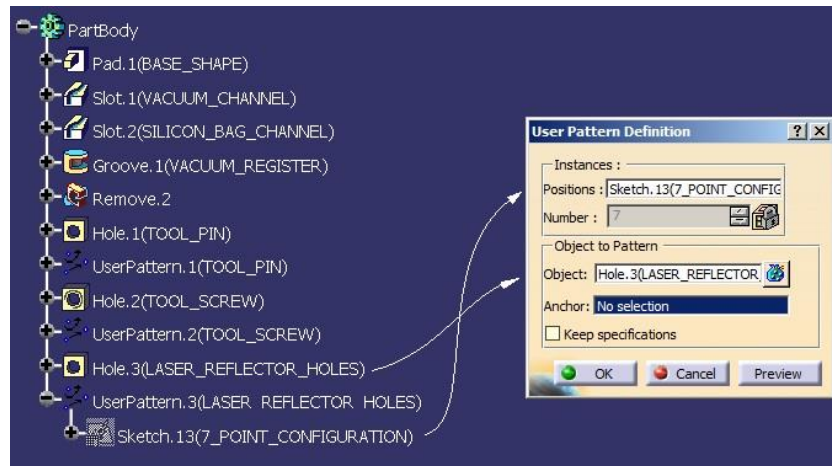 PartBody
Pad.1(BASE_SHAPE)
Slot.1(VACUUM_CHANNEL)
Slot.2(SILICON_BAG_CHANNEL)
Groove.1(VACUUM_REGISTER)
Remove.2
Hole.1(TOOL_PIN)
UserPattern.1(TOOL_PIN)
Hole.2(TOOL_SCREW)
UserPattern.2(TOOL_SCREW)
Hole.3(LASER_REFLECTOR_HOLES)
UserPattern.3(LASER REFLECTOR HOLES)
Sketch.13(7_POINT_CONFIGURATION)
User Pattern Definition
Instances :
Positions : Sketch.13(7_POINT_CONFIG
Number : 7
Object to Pattern
Object: Hole.3(LASER_REFLECTOR
Anchor: No selection
Keep specifications
OK Cancel Preview